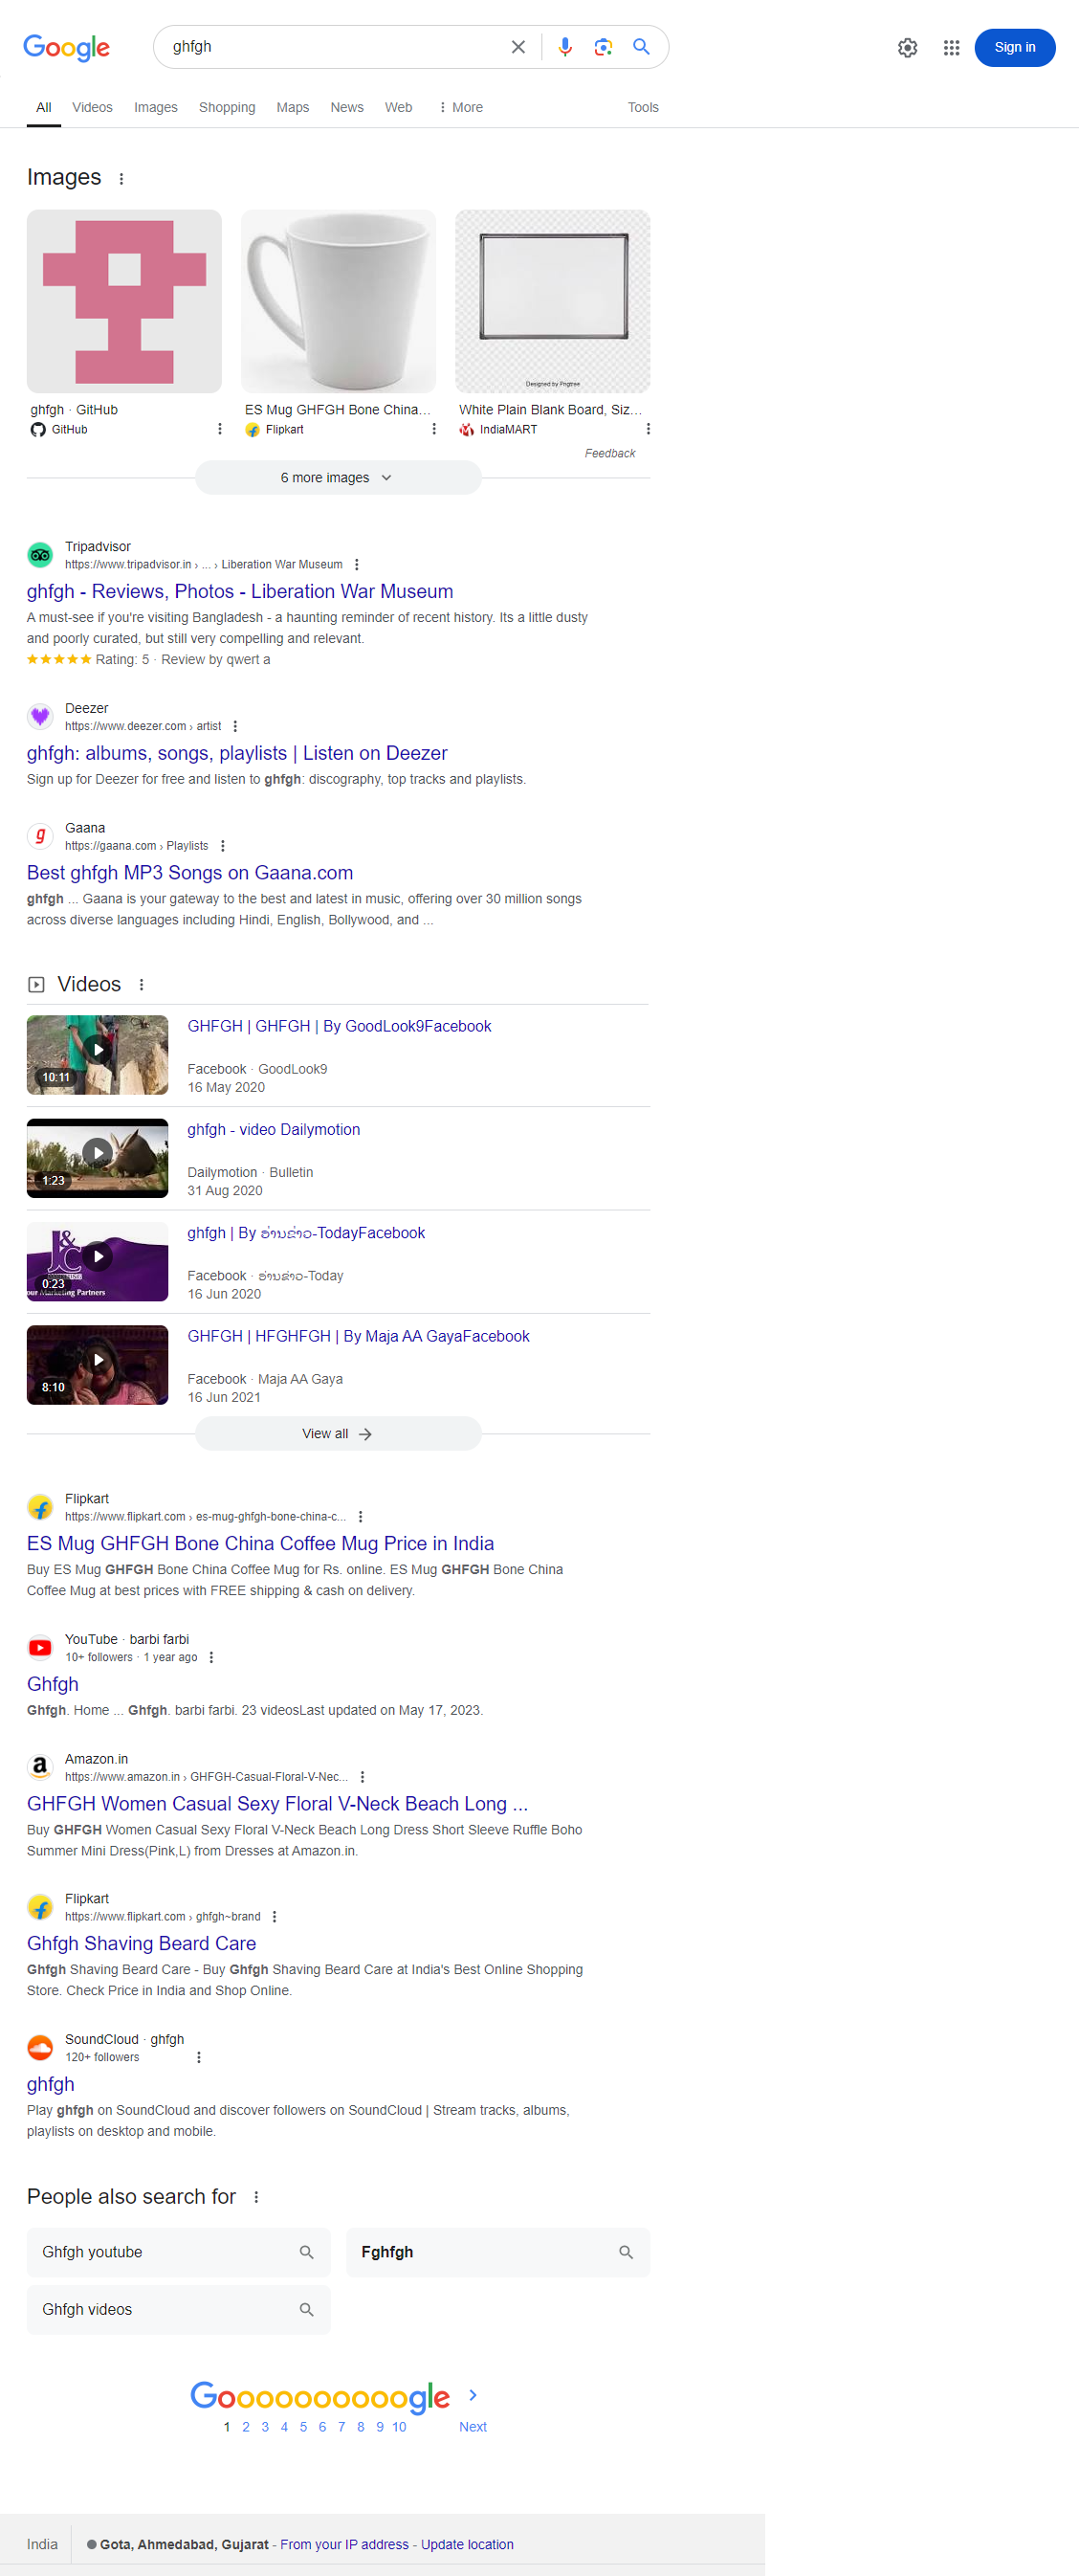 Google
ghfgh
Sign in
All Videos Images Shopping Maps News Web More Tools
Images
Designed by Pngtree
ghfgh · GitHub
GitHub
ES Mug GHFGH Bone China...
Flipkart
White Plain Blank Board, Siz...
IndiaMART
Feedback
6 more images
Tripadvisor
https://www.tripadvisor.in › ... › Liberation War Museum
ghfgh - Reviews, Photos - Liberation War Museum
A must-see if you're visiting Bangladesh - a haunting reminder of recent history. Its a little dusty
and poorly curated, but still very compelling and relevant.
Rating: 5 · Review by qwert a
Deezer
https://www.deezer.com › artist
ghfgh: albums, songs, playlists | Listen on Deezer
Sign up for Deezer for free and listen to ghfgh: discography, top tracks and playlists.
Gaana
https://gaana.com › Playlists
Best ghfgh MP3 Songs on Gaana.com
ghfgh ... Gaana is your gateway to the best and latest in music, offering over 30 million songs
across diverse languages including Hindi, English, Bollywood, and ...
Videos
10:11
GHFGH | GHFGH | By GoodLook9Facebook
Facebook · GoodLook9
16 May 2020
1:23
ghfgh - video Dailymotion
Dailymotion · Bulletin
31 Aug 2020
J&C
0:23
our Marketing Partners
ghfgh | By ອ່ານຂ່າວ-TodayFacebook
Facebook · ອ່ານຂ່າວ-Today
16 Jun 2020
8:10
GHFGH | HFGHFGH | By Maja AA GayaFacebook
Facebook · Maja AA Gaya
16 Jun 2021
View all
Flipkart
https://www.flipkart.com › es-mug-ghfgh-bone-china-c...
ES Mug GHFGH Bone China Coffee Mug Price in India
Buy ES Mug GHFGH Bone China Coffee Mug for Rs. online. ES Mug GHFGH Bone China
Coffee Mug at best prices with FREE shipping & cash on delivery.
YouTube · barbi farbi
10+ followers · 1 year ago
Ghfgh
Ghfgh. Home ... Ghfgh. barbi farbi. 23 videosLast updated on May 17, 2023.
Amazon.in
https://www.amazon.in › GHFGH-Casual-Floral-V-Nec...
GHFGH Women Casual Sexy Floral V-Neck Beach Long ...
Buy GHFGH Women Casual Sexy Floral V-Neck Beach Long Dress Short Sleeve Ruffle Boho
Summer Mini Dress(Pink,L) from Dresses at Amazon.in.
Flipkart
https://www.flipkart.com › ghfgh~brand
Ghfgh Shaving Beard Care
Ghfgh Shaving Beard Care - Buy Ghfgh Shaving Beard Care at India's Best Online Shopping
Store. Check Price in India and Shop Online.
SoundCloud · ghfgh
120+ followers
ghfgh
Play ghfgh on SoundCloud and discover followers on SoundCloud | Stream tracks, albums,
playlists on desktop and mobile.
People also search for
Ghfgh youtube
Fghfgh
Ghfgh videos
Goooooooooogle
1 2 3 4 5 6 7 8 9 10 Next
India
Gota, Ahmedabad, Gujarat - From your IP address - Update location